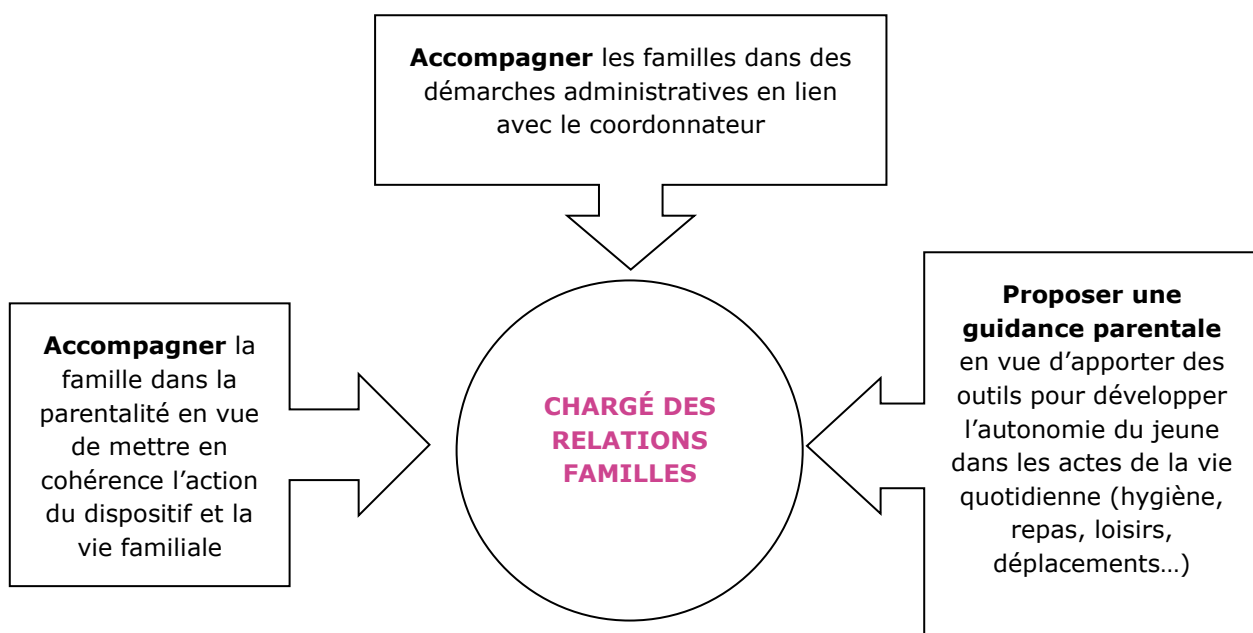 Accompagner les familles dans des
démarches administratives en lien
avec le coordonnateur
Accompagner la
famille dans la
parentalité en vue
de mettre en
cohérence l’action
du dispositif et la
vie familiale
CHARGÉ DES
RELATIONS
FAMILLES
Proposer une
guidance parentale
en vue d’apporter des
outils pour développer
l’autonomie du jeune
dans les actes de la vie
quotidienne (hygiène,
repas, loisirs,
déplacements…)